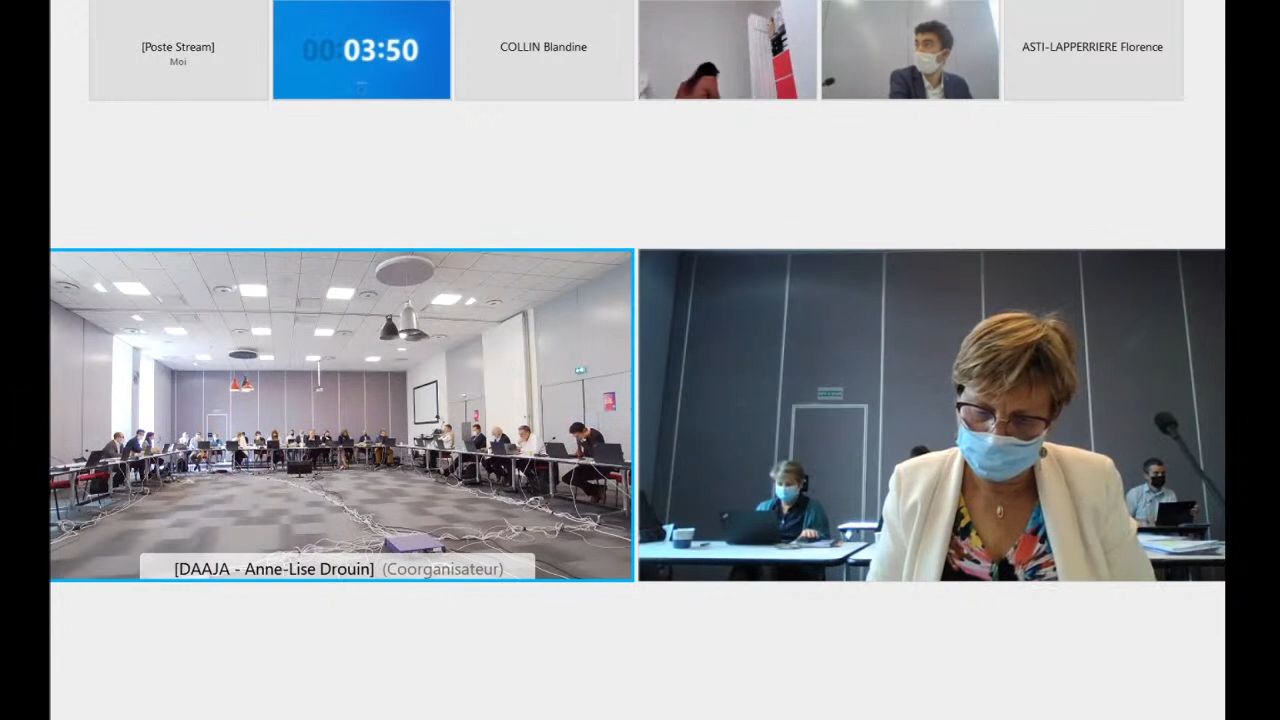 [Poste Stream]
Moi
00:03:50
COLLIN Blandine
ASTI-LAPPERRIERE Florence
[DAAJA - Anne-Lise Drouin] (Coorganisateur)